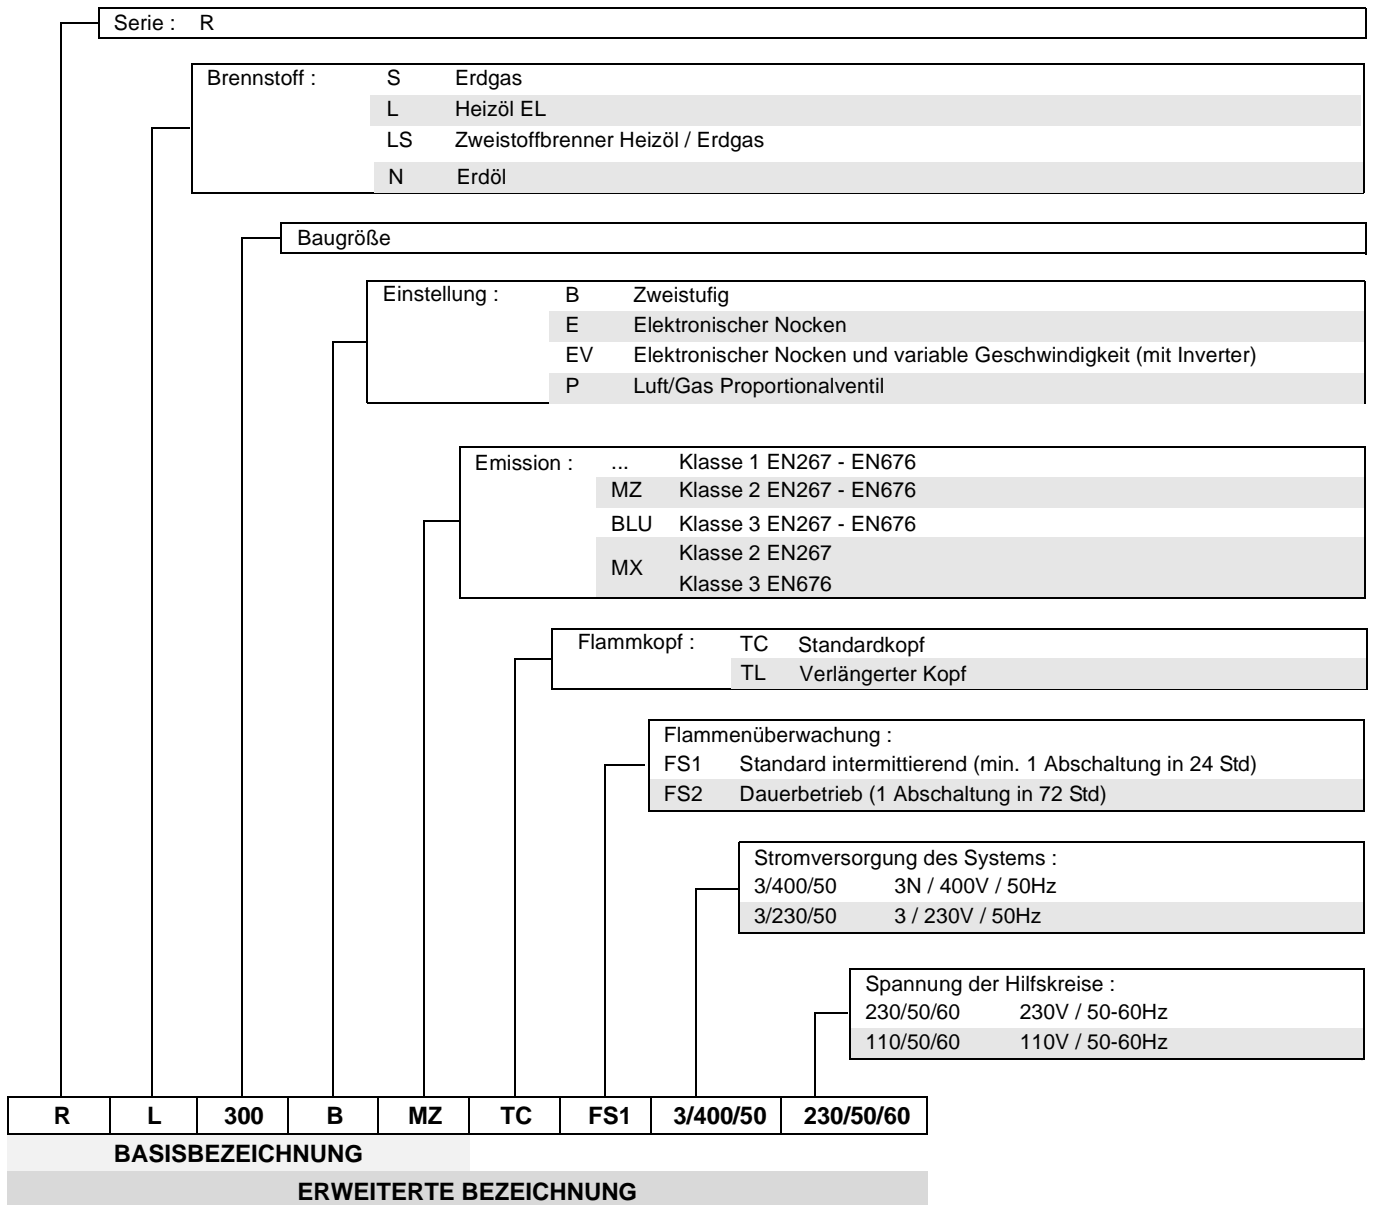 Serie : R
Brennstoff : S Erdgas
L Heizöl EL
LS Zweistoffbrenner Heizöl / Erdgas
N Erdöl
Baugröße
Einstellung : B Zweistufig
E Elektronischer Nocken
EV Elektronischer Nocken und variable Geschwindigkeit (mit Inverter)
P Luft/Gas Proportionalventil
Emission : ... Klasse 1 EN267 - EN676
MZ Klasse 2 EN267 - EN676
BLU Klasse 3 EN267 - EN676
MX Klasse 2 EN267
Klasse 3 EN676
Flammkopf : TC Standardkopf
TL Verlängerter Kopf
Flammenüberwachung :
FS1 Standard intermittierend (min. 1 Abschaltung in 24 Std)
FS2 Dauerbetrieb (1 Abschaltung in 72 Std)
Stromversorgung des Systems :
3/400/50 3N / 400V / 50Hz
3/230/50 3 / 230V / 50Hz
Spannung der Hilfskreise :
230/50/60 230V / 50-60Hz
110/50/60 110V / 50-60Hz
R L 300 B MZ TC FS1 3/400/50 230/50/60
BASISBEZEICHNUNG
ERWEITERTE BEZEICHNUNG